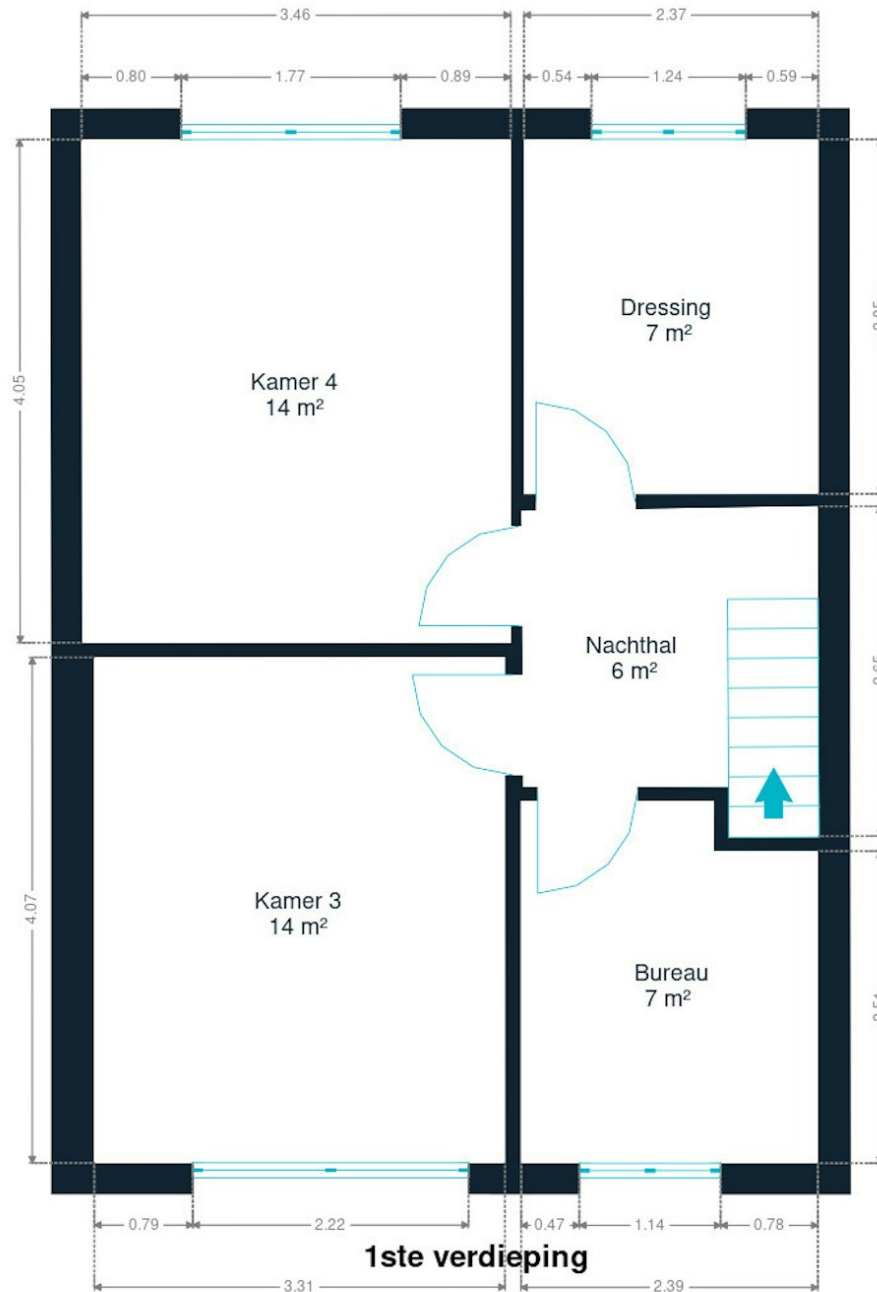 3.46 2.37
0.80 1.77 0.89 0.54 1.24 0.59
Dressing
7 m²
4.05
Kamer 4
14 m²
Nachthal
6 m²
4.07
Kamer 3
14 m²
Bureau
7 m²
0.79 2.22 0.47 1.14 0.78
1ste verdieping
3.31 2.39